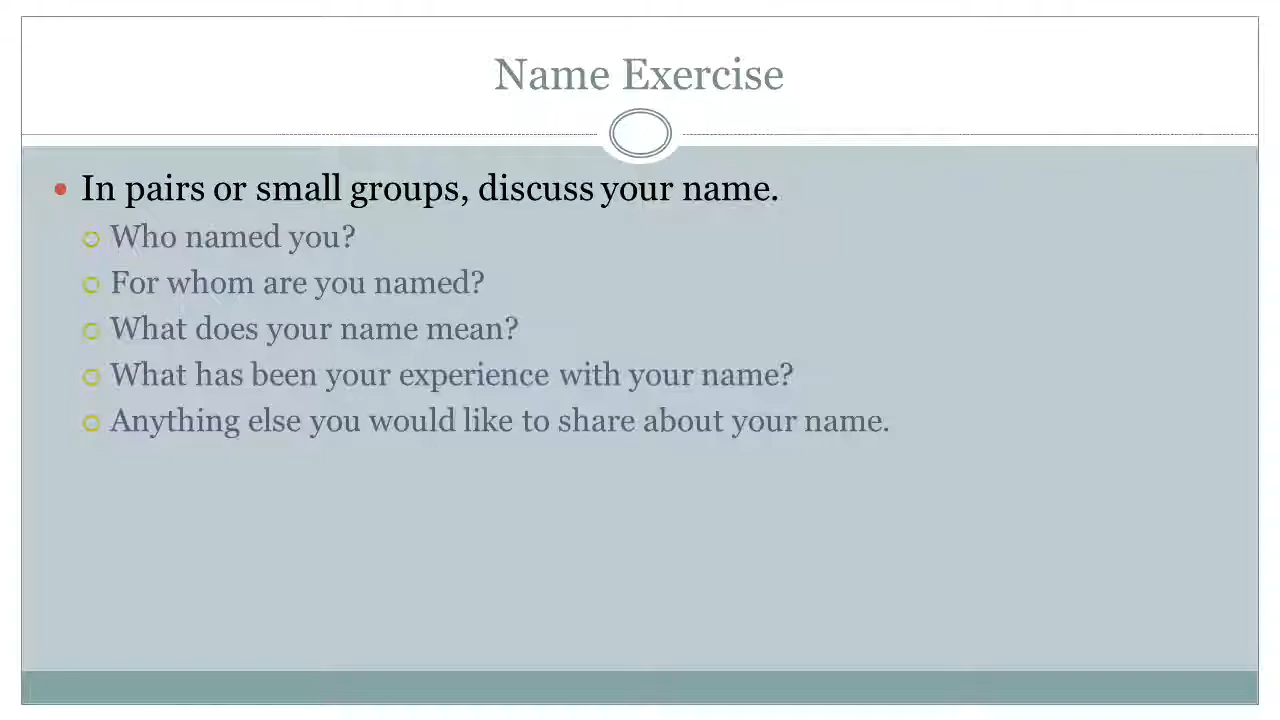 Name Exercise
In pairs or small groups, discuss your name.
Who named you?
For whom are you named?
What does your name mean?
What has been your experience with your name?
Anything else you would like to share about your name.